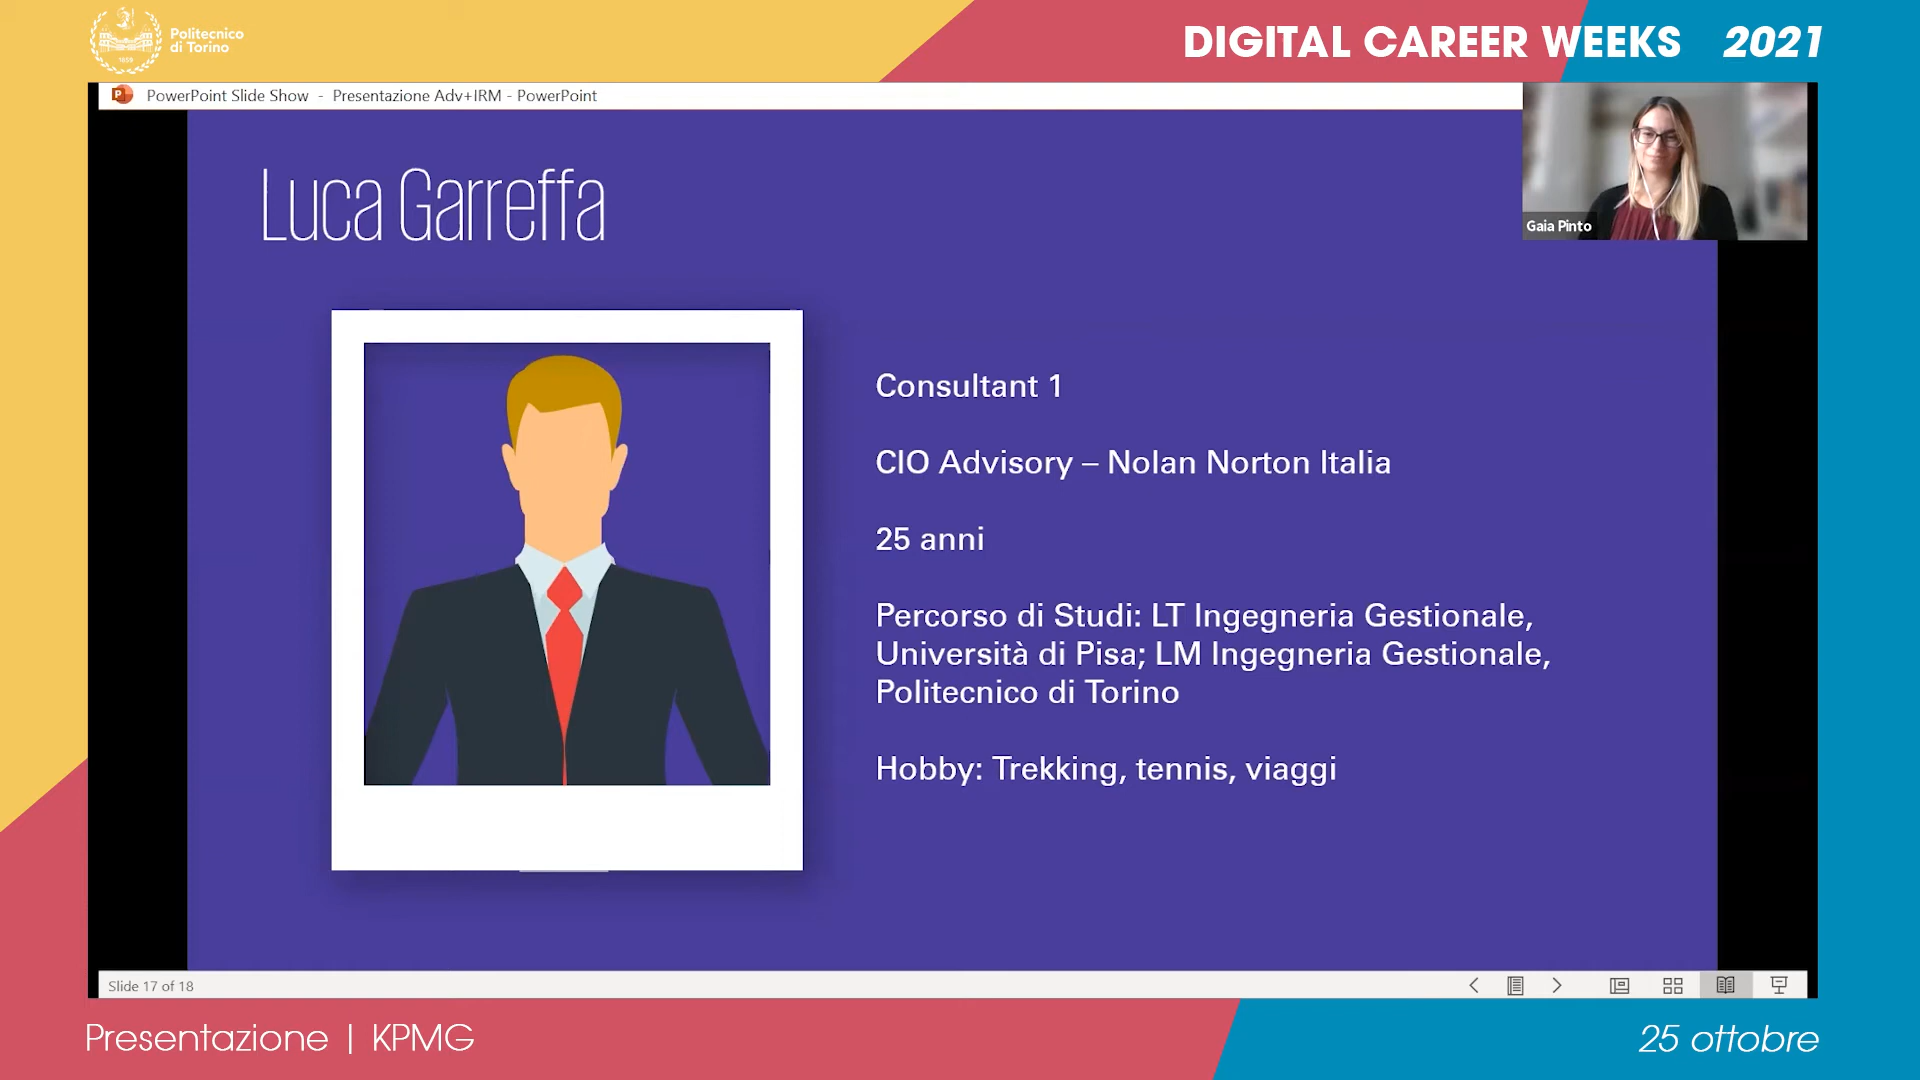 Politecnico
di Torino
1859
DIGITAL CAREER WEEKS 2021
PowerPoint Slide Show - Presentazione Adv+IRM - PowerPoint
Gaia Pinto
Luca Garreffa
Consultant 1
CIO Advisory – Nolan Norton Italia
25 anni
Percorso di Studi: LT Ingegneria Gestionale,
Università di Pisa; LM Ingegneria Gestionale,
Politecnico di Torino
Hobby: Trekking, tennis, viaggi
Slide 17 of 18
Presentazione | KPMG
25 ottobre